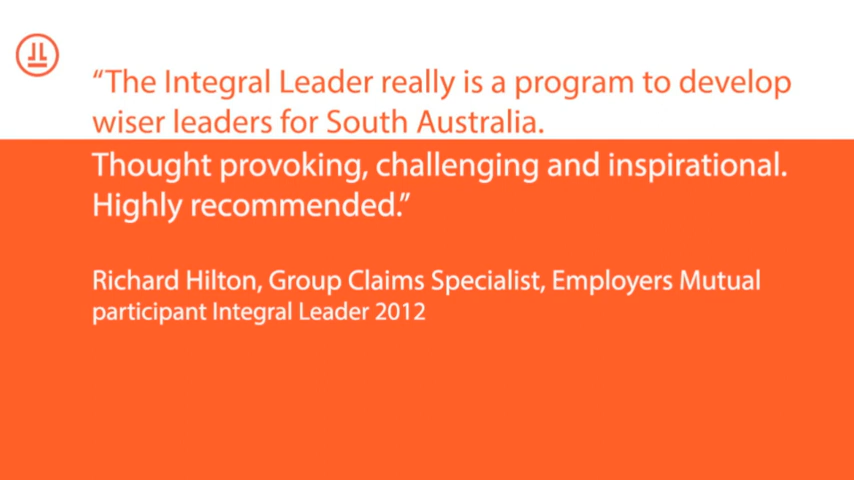 “The Integral Leader really is a program to develop
wiser leaders for South Australia.
Thought provoking, challenging and inspirational.
Highly recommended.”
Richard Hilton, Group Claims Specialist, Employers Mutual
participant Integral Leader 2012